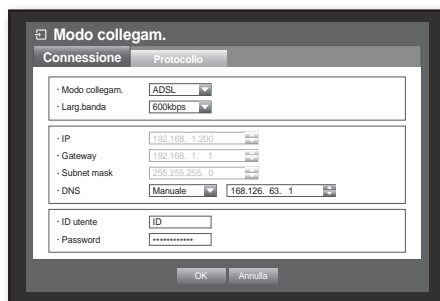 Modo collegam.
Connessione Protocollo
· Modo collegam. ADSL
· Larg.banda 600kbps
· IP 192.168. 1.200
· Gateway 192.168. 1. 1
· Subnet mask 255.255.255. 0
· DNS Manuale 168.126. 63. 1
· ID utente ID
· Password ************
OK Annulla